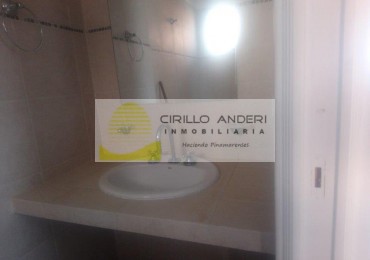 CIRILLO ANDERI
INMOBILIARIA
Haciendo Pinamarenses